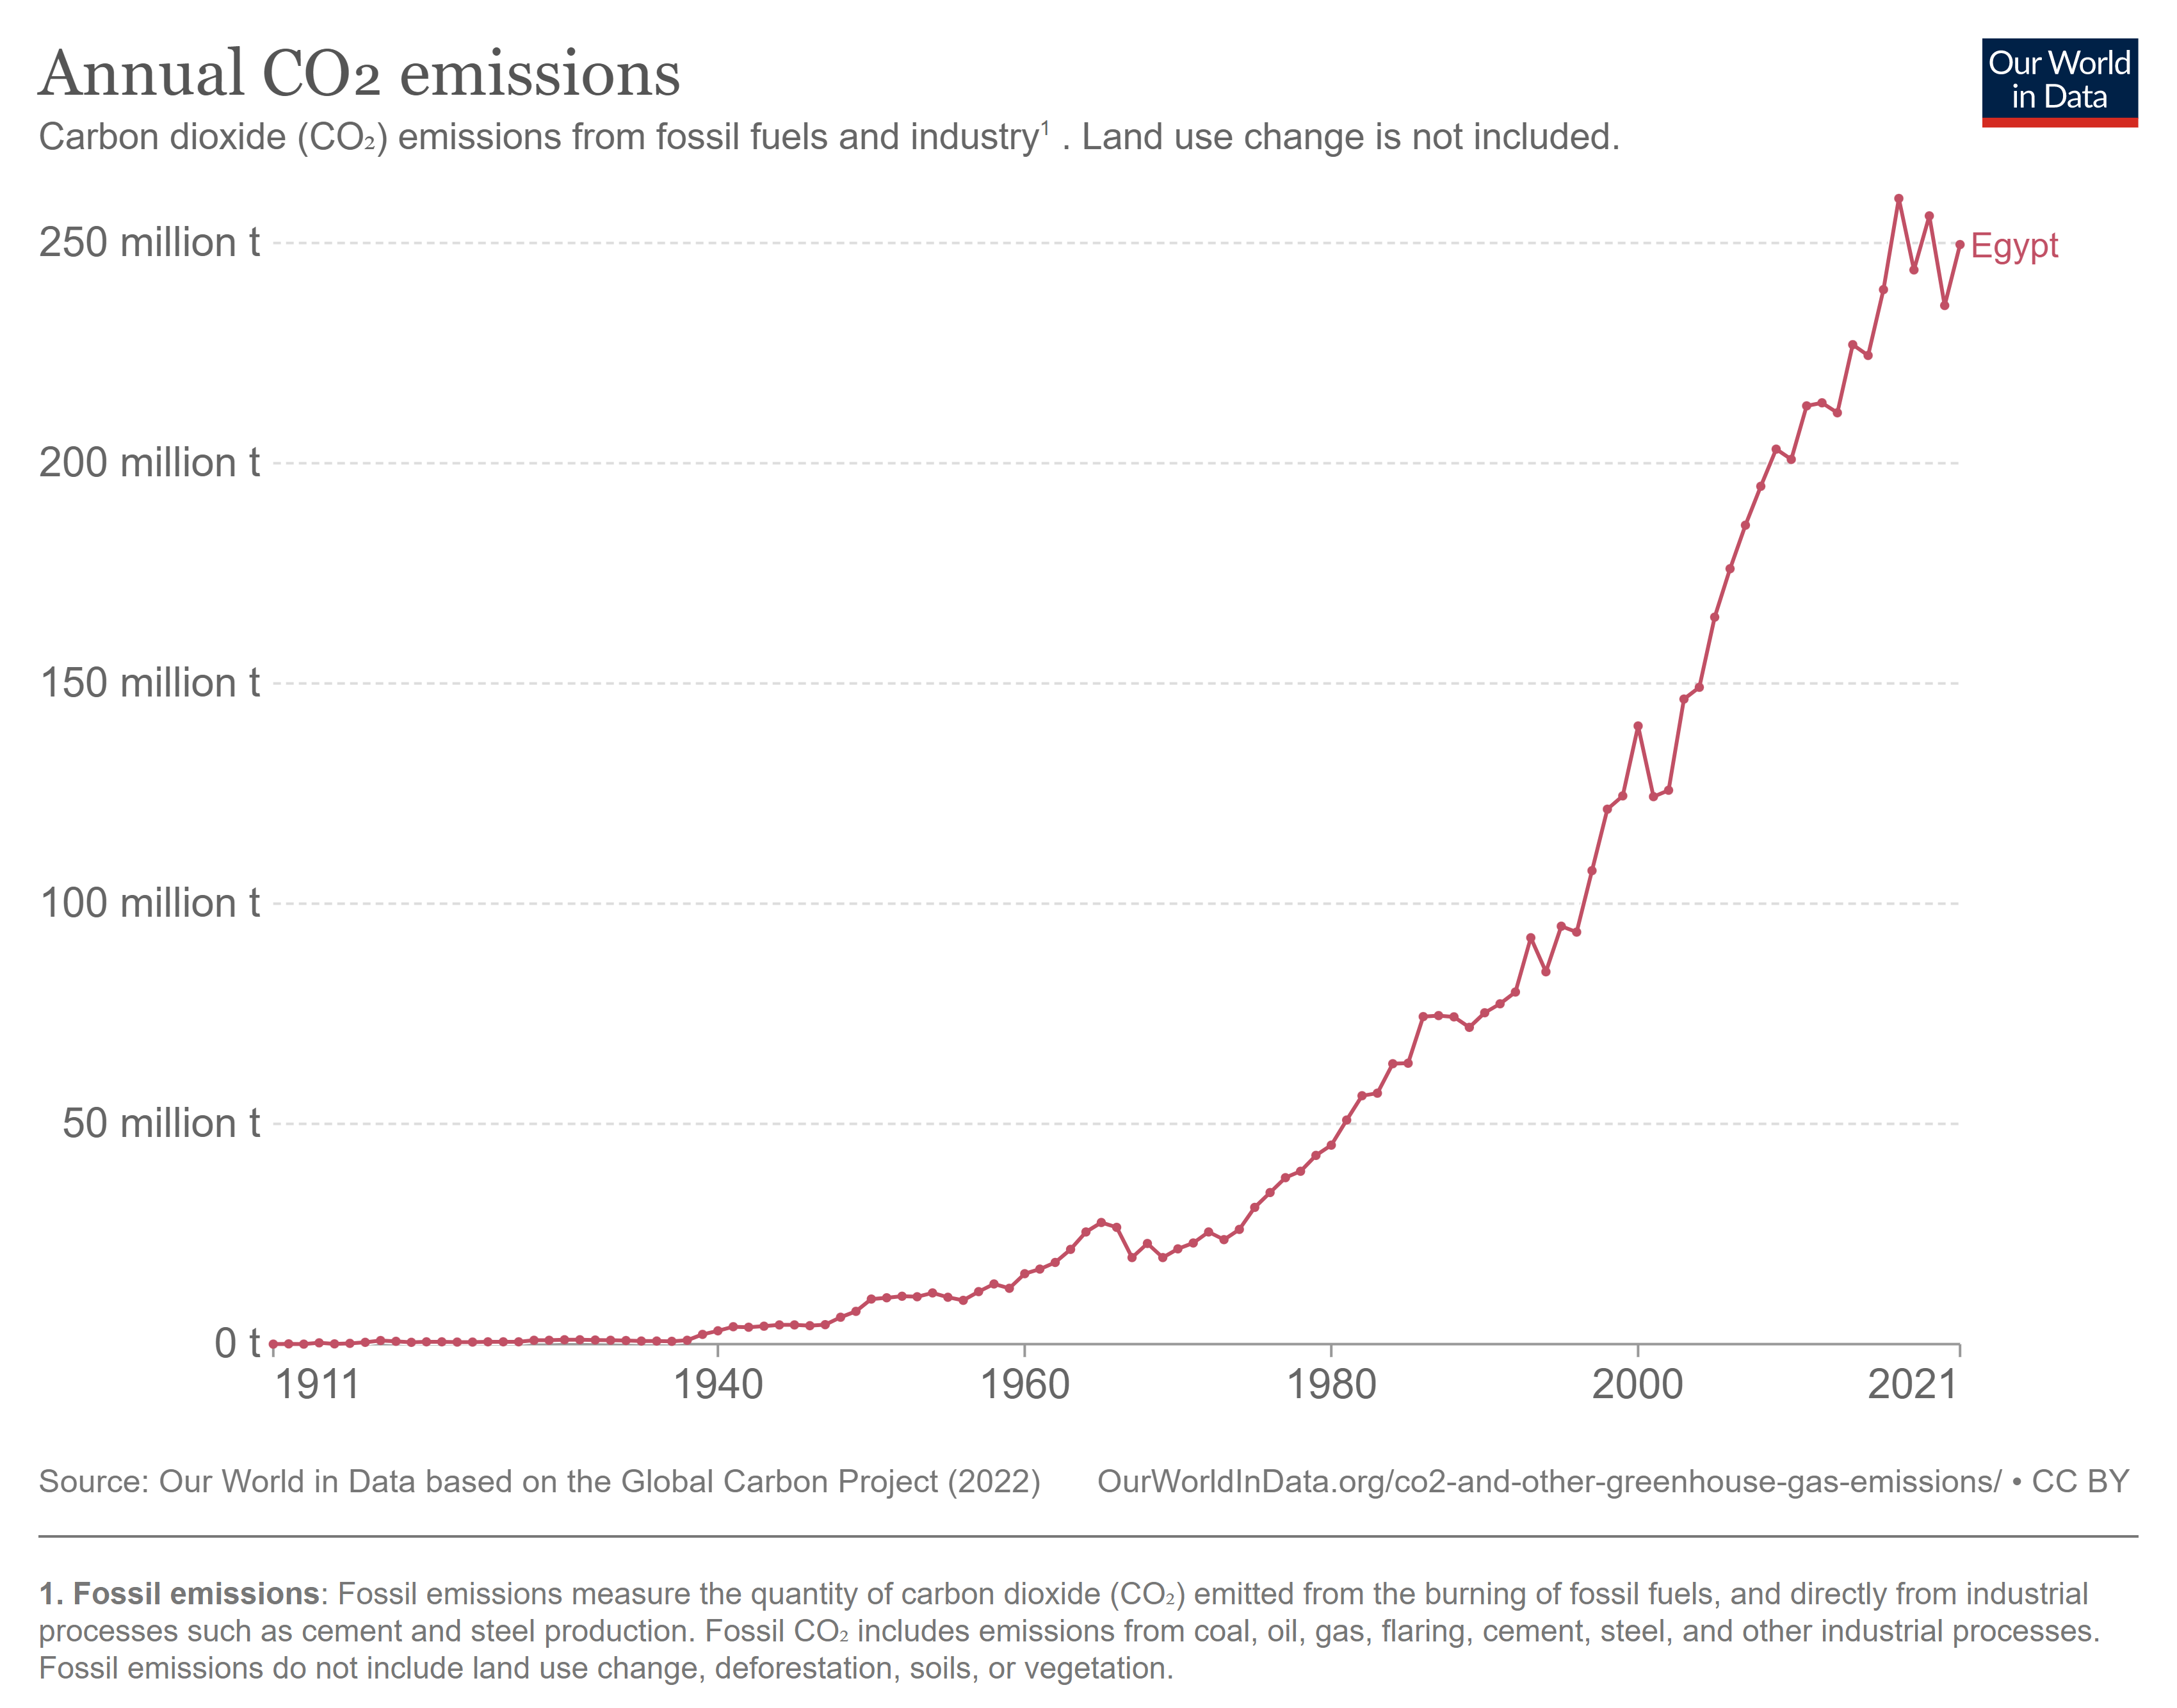 Annual CO2 emissions
Our World
in Data
Carbon dioxide (CO₂) emissions from fossil fuels and industry¹ . Land use change is not included.
250 million t
Egypt
200 million t
150 million t
100 million t
50 million t
0 t
1911 1940 1960 1980 2000 2021
Source: Our World in Data based on the Global Carbon Project (2022) OurWorldInData.org/co2-and-other-greenhouse-gas-emissions/ • CC BY
1. Fossil emissions: Fossil emissions measure the quantity of carbon dioxide (CO₂) emitted from the burning of fossil fuels, and directly from industrial
processes such as cement and steel production. Fossil CO₂ includes emissions from coal, oil, gas, flaring, cement, steel, and other industrial processes.
Fossil emissions do not include land use change, deforestation, soils, or vegetation.